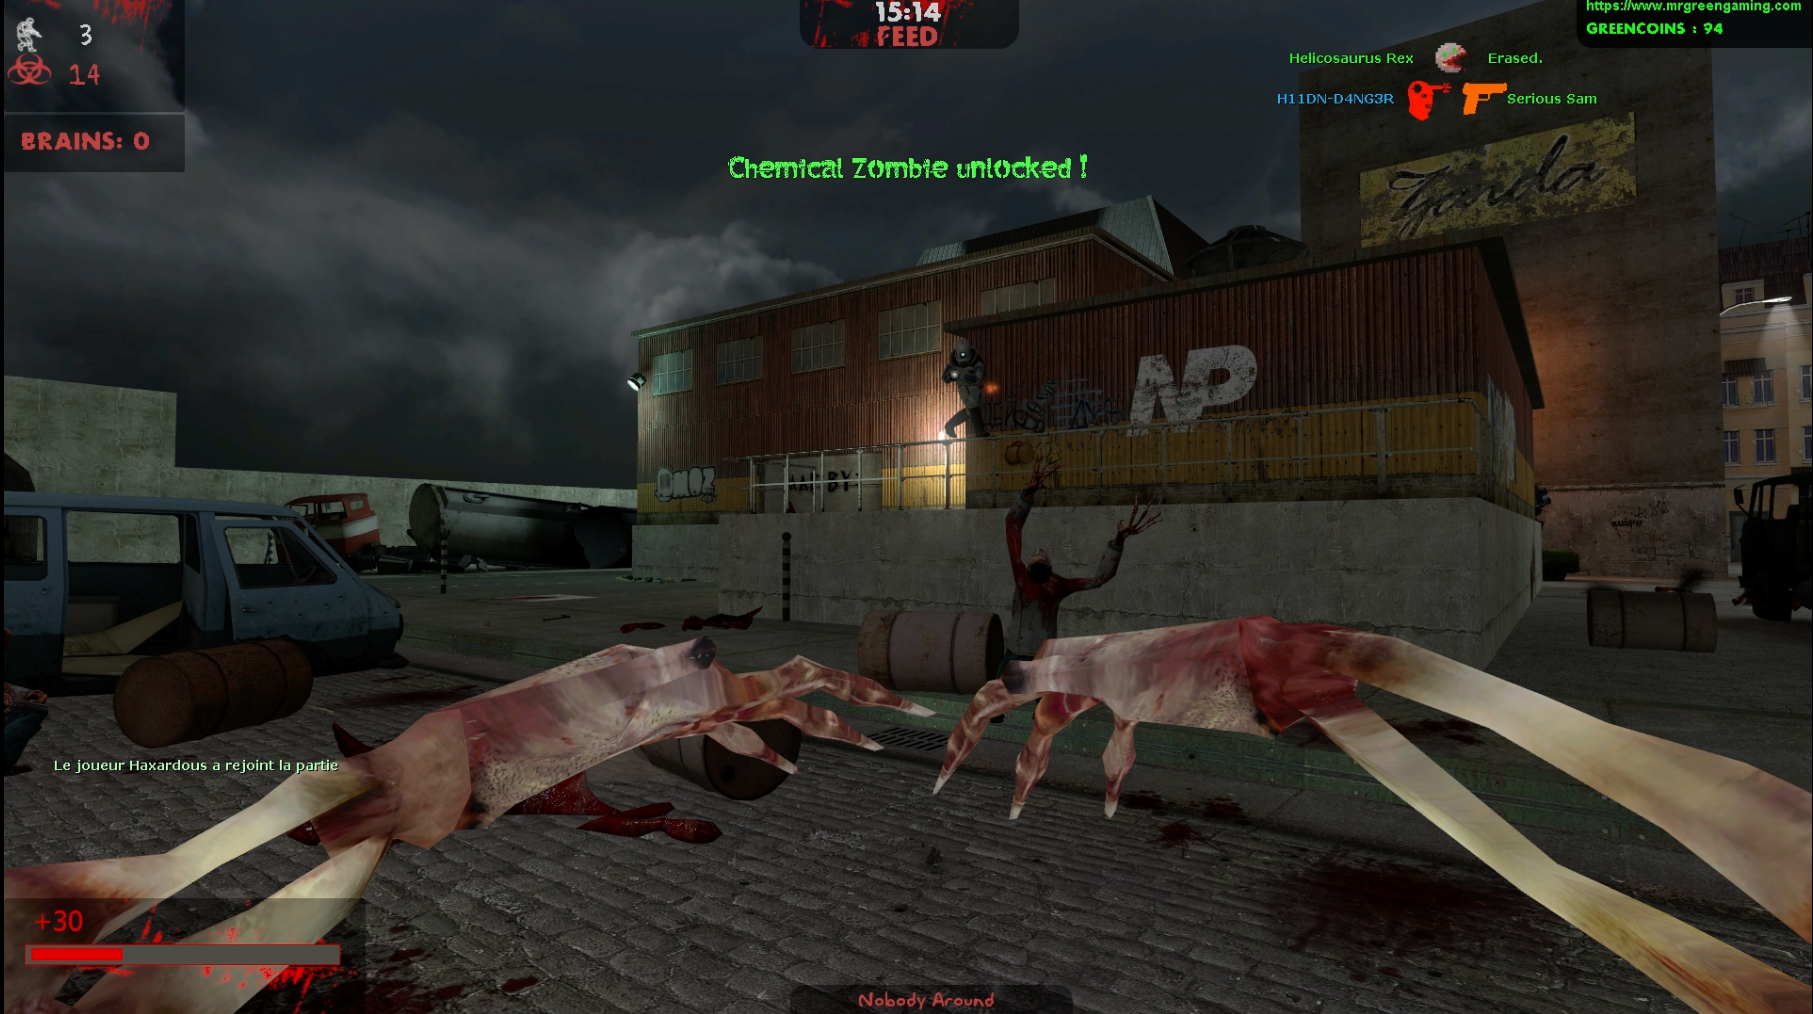 3
14
BRAINS: 0
15:14
FEED
https://www.mrgreengaming.com
GREENCOINS : 94
Helicosaurus Rex Erased.
H11DN-D4NG3R Serious Sam
Chemical Zombie unlocked !
NP
Le joueur Haxardous a rejoint la partie
+30
Nobody Around